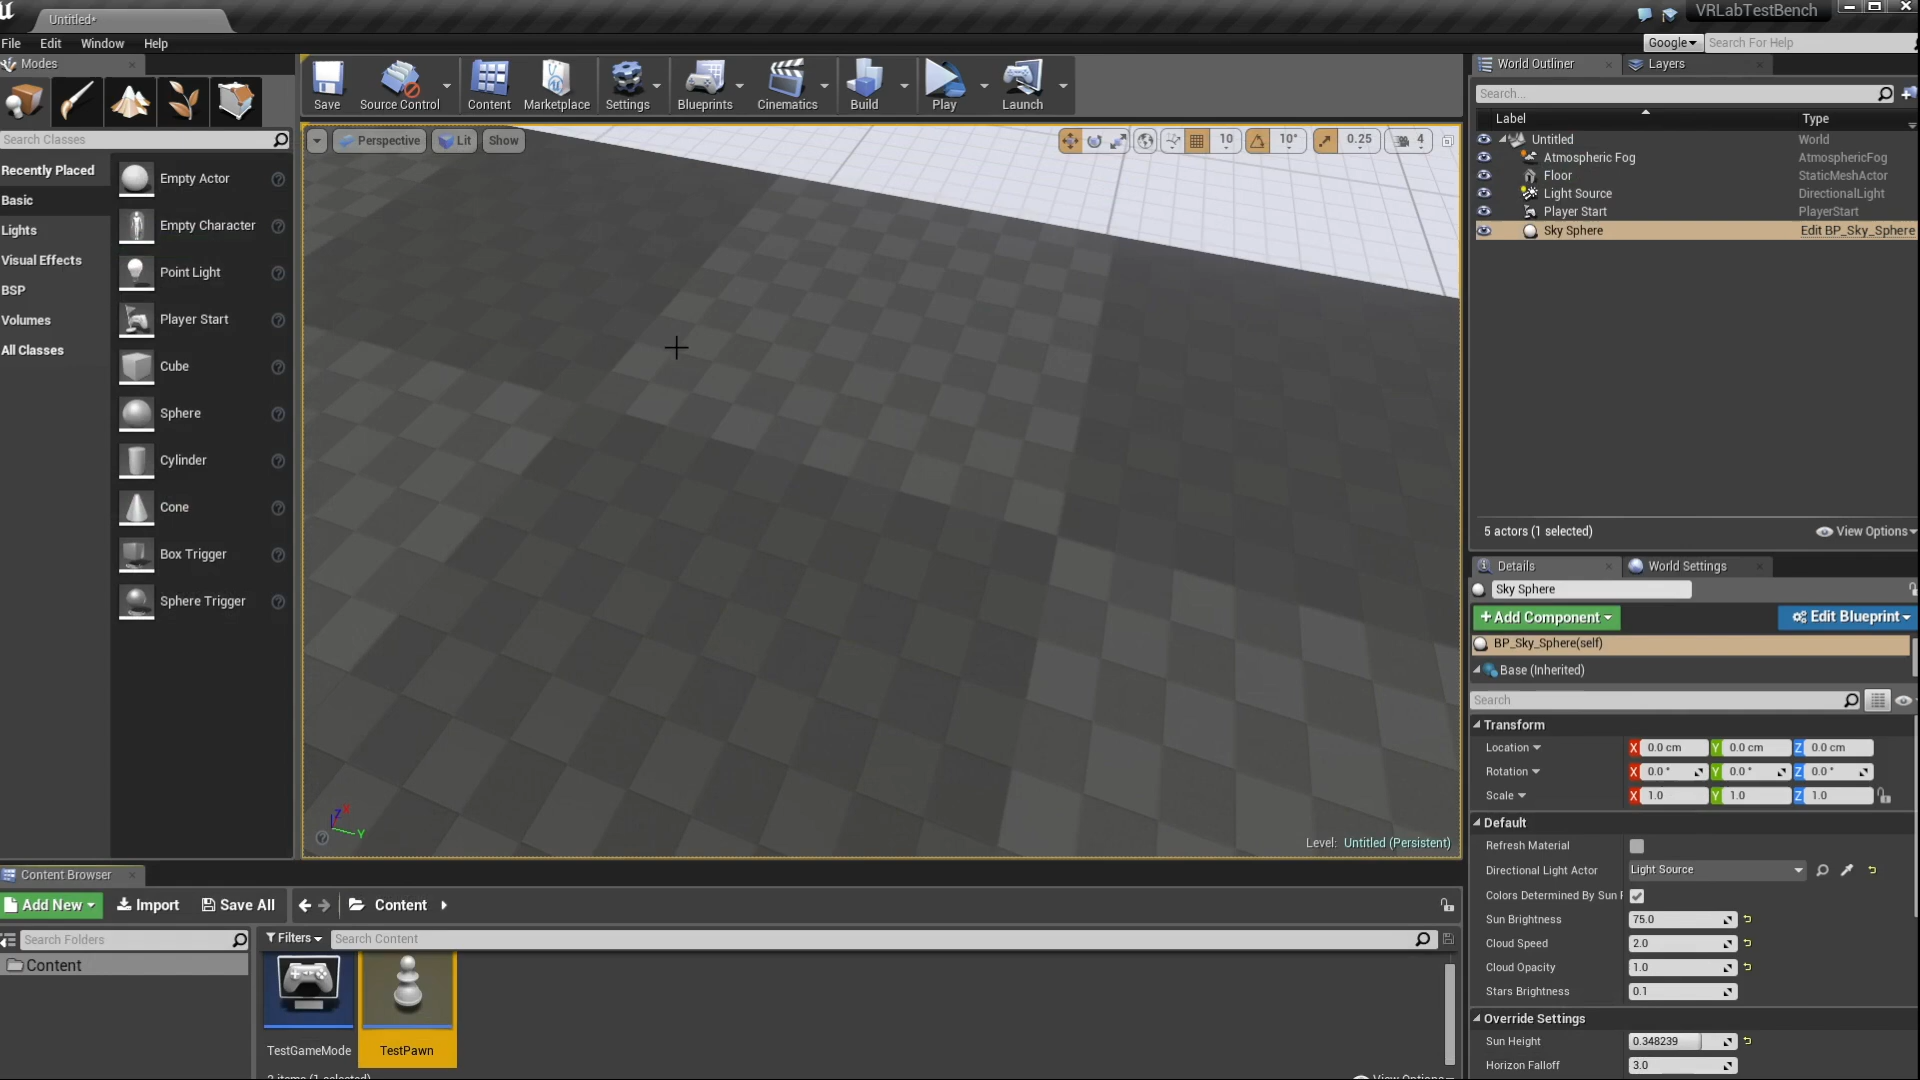 Untitled*
VRLabTestBench
File Edit Window Help
Google Search For Help
Modes
Search Classes
Recently Placed
Basic
Lights
Visual Effects
BSP
Volumes
All Classes
Empty Actor
Empty Character
Point Light
Player Start
Cube
Sphere
Cylinder
Cone
Box Trigger
Sphere Trigger
Save Source Control Content Marketplace Settings Blueprints Cinematics Build Play Launch
Perspective Lit Show 10 10° 0.25 4
Z X Y
Level: Untitled (Persistent)
World Outliner Layers
Search...
Label Type
Untitled World
Atmospheric Fog AtmosphericFog
Floor StaticMeshActor
Light Source DirectionalLight
Player Start PlayerStart
Sky Sphere Edit BP_Sky_Sphere
5 actors (1 selected) View Options
Details World Settings
Sky Sphere
+Add Component Edit Blueprint
BP_Sky_Sphere(self)
Base (Inherited)
Search
Transform
Location X 0.0 cm Y 0.0 cm Z 0.0 cm
Rotation X 0.0 ° Y 0.0 ° Z 0.0 °
Scale X 1.0 Y 1.0 Z 1.0
Default
Refresh Material
Directional Light Actor Light Source
Colors Determined By Sun
Sun Brightness 75.0
Cloud Speed 2.0
Cloud Opacity 1.0
Stars Brightness 0.1
Override Settings
Sun Height 0.348239
Horizon Falloff 3.0
Content Browser
Add New Import Save All Content
Search Folders
Content
Filters Search Content
TestGameMode TestPawn
items (1 selected) View Options